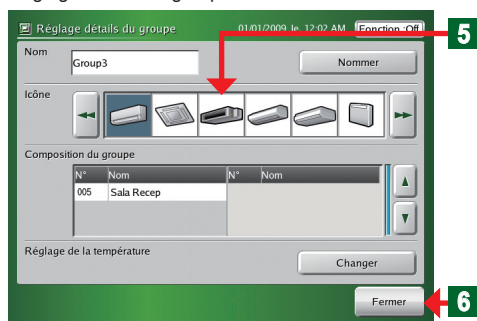 Réglage détails du groupe 01/01/2009 Je 12:02 AM Fonction :Off
5
Nom
Group3
Nommer
Icône
Composition du groupe
N° Nom N° Nom
005 Sala Recep
Réglage de la température
Changer
Fermer
6